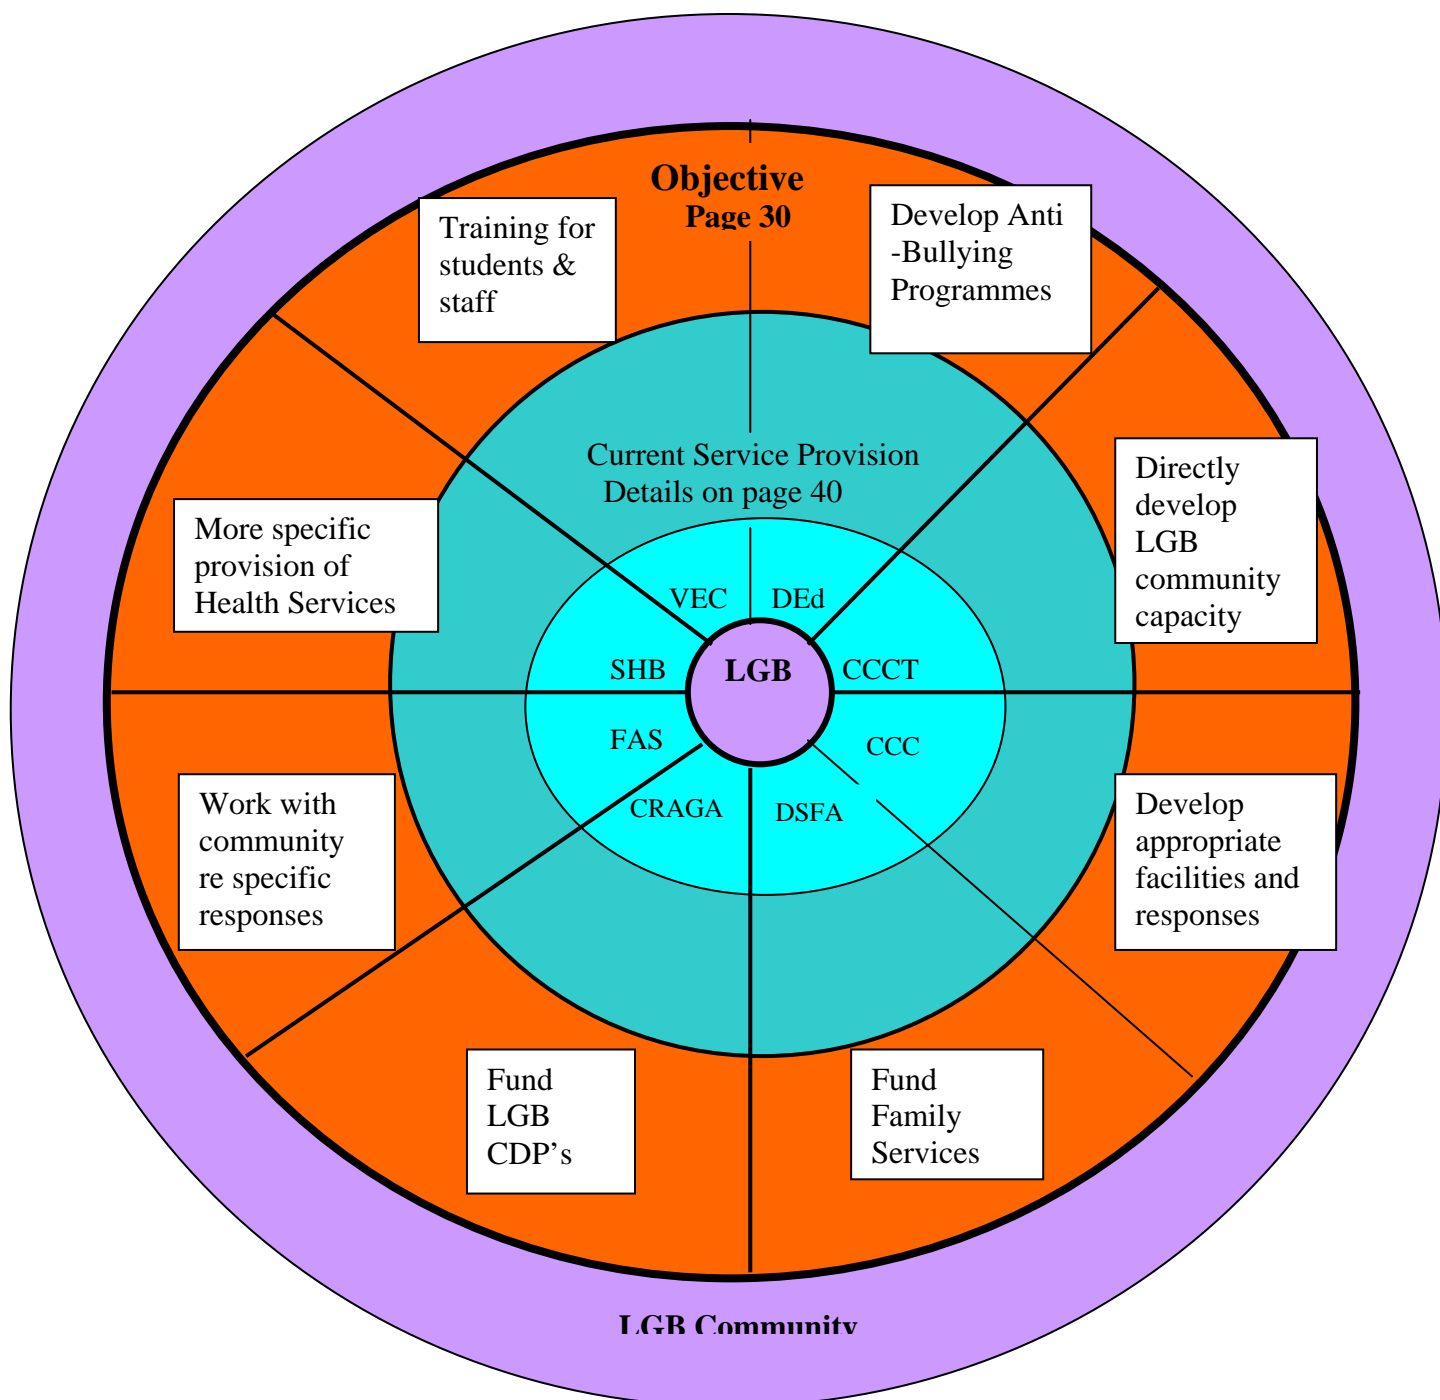 Objective
Page 30
Training for
students &
staff
Develop Anti
-Bullying
Programmes
Current Service Provision
Details on page 40
More specific
provision of
Health Services
Directly
develop
LGB
community
capacity
VEC
DEd
SHB
LGB
CCCT
FAS
CCC
CRAGA
DSFA
Work with
community
re specific
responses
Develop
appropriate
facilities and
responses
Fund
LGB
CDP's
Fund
Family
Services
LGB Community